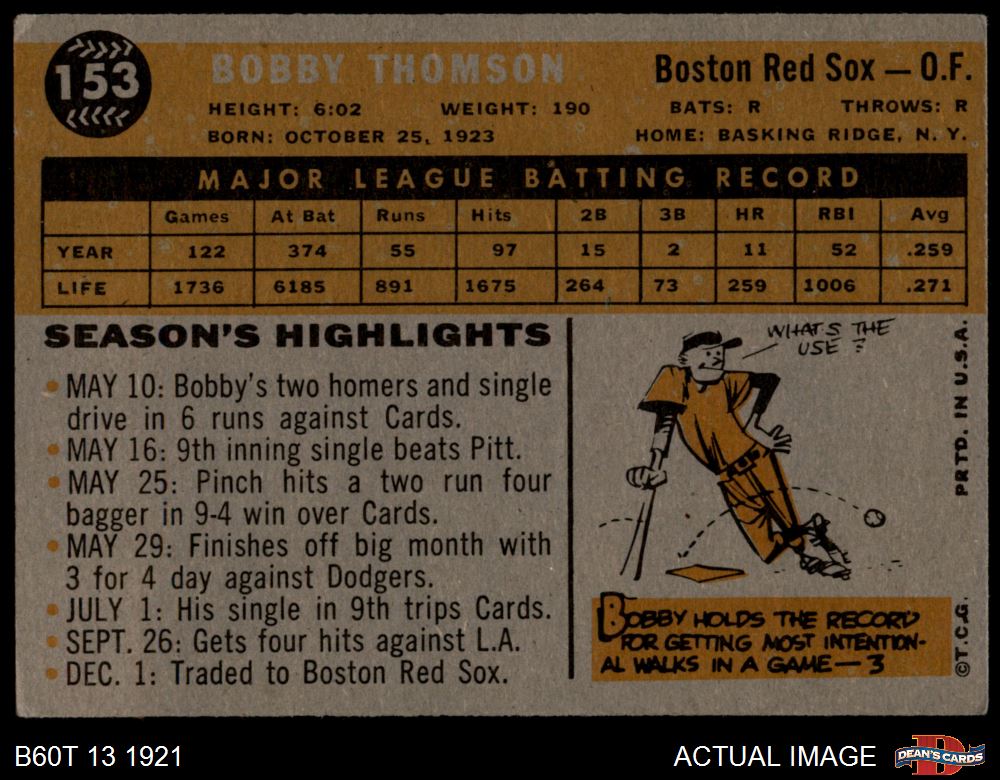 153
BOBBY THOMSON
Boston Red Sox — O.F.
HEIGHT: 6:02 WEIGHT: 190 BATS: R THROWS: R
BORN: OCTOBER 25, 1923 HOME: BASKING RIDGE, N. Y.
MAJOR LEAGUE BATTING RECORD
Games At Bat Runs Hits 2B 3B HR RBI Avg
YEAR 122 374 55 97 15 2 11 52 .259
LIFE 1736 6185 891 1675 264 73 259 1006 .271
SEASON'S HIGHLIGHTS
• MAY 10: Bobby's two homers and single
drive in 6 runs against Cards.
• MAY 16: 9th inning single beats Pitt.
• MAY 25: Pinch hits a two run four
bagger in 9-4 win over Cards.
• MAY 29: Finishes off big month with
3 for 4 day against Dodgers.
• JULY 1: His single in 9th trips Cards.
• SEPT. 26: Gets four hits against L.A.
• DEC. 1: Traded to Boston Red Sox.
WHAT'S THE
USE ?
BOBBY HOLDS THE RECORD
FOR GETTING MOST INTENTION-
AL WALKS IN A GAME — 3
PRTD. IN U.S.A.
©T.C.G.
B60T 13 1921
ACTUAL IMAGE
D
DEAN'S CARDS